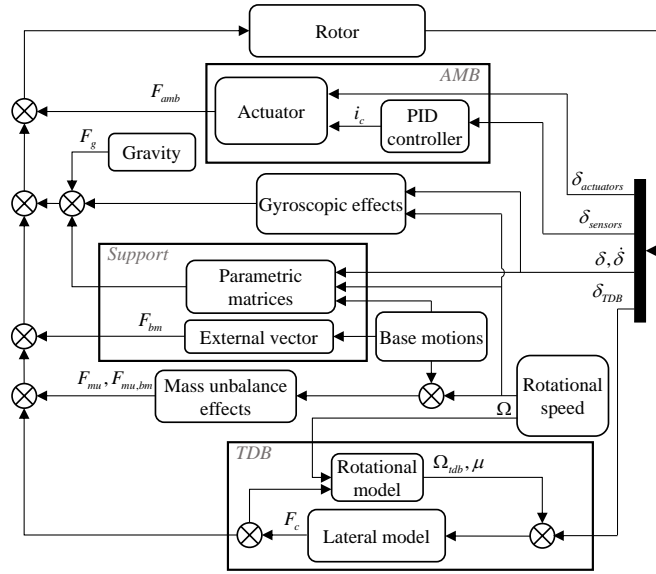 Rotor
AMB
F_amb
Actuator
i_c
PID
controller
F_g
Gravity
δ_actuators
Gyroscopic effects
δ_sensors
Support
δ, δ̇
Parametric
matrices
δ_TDB
F_bm
External vector
Base motions
F_mu, F_mu,bm
Mass unbalance
effects
Ω
Rotational
speed
TDB
Rotational
model
Ω_tdb, μ
F_c
Lateral model